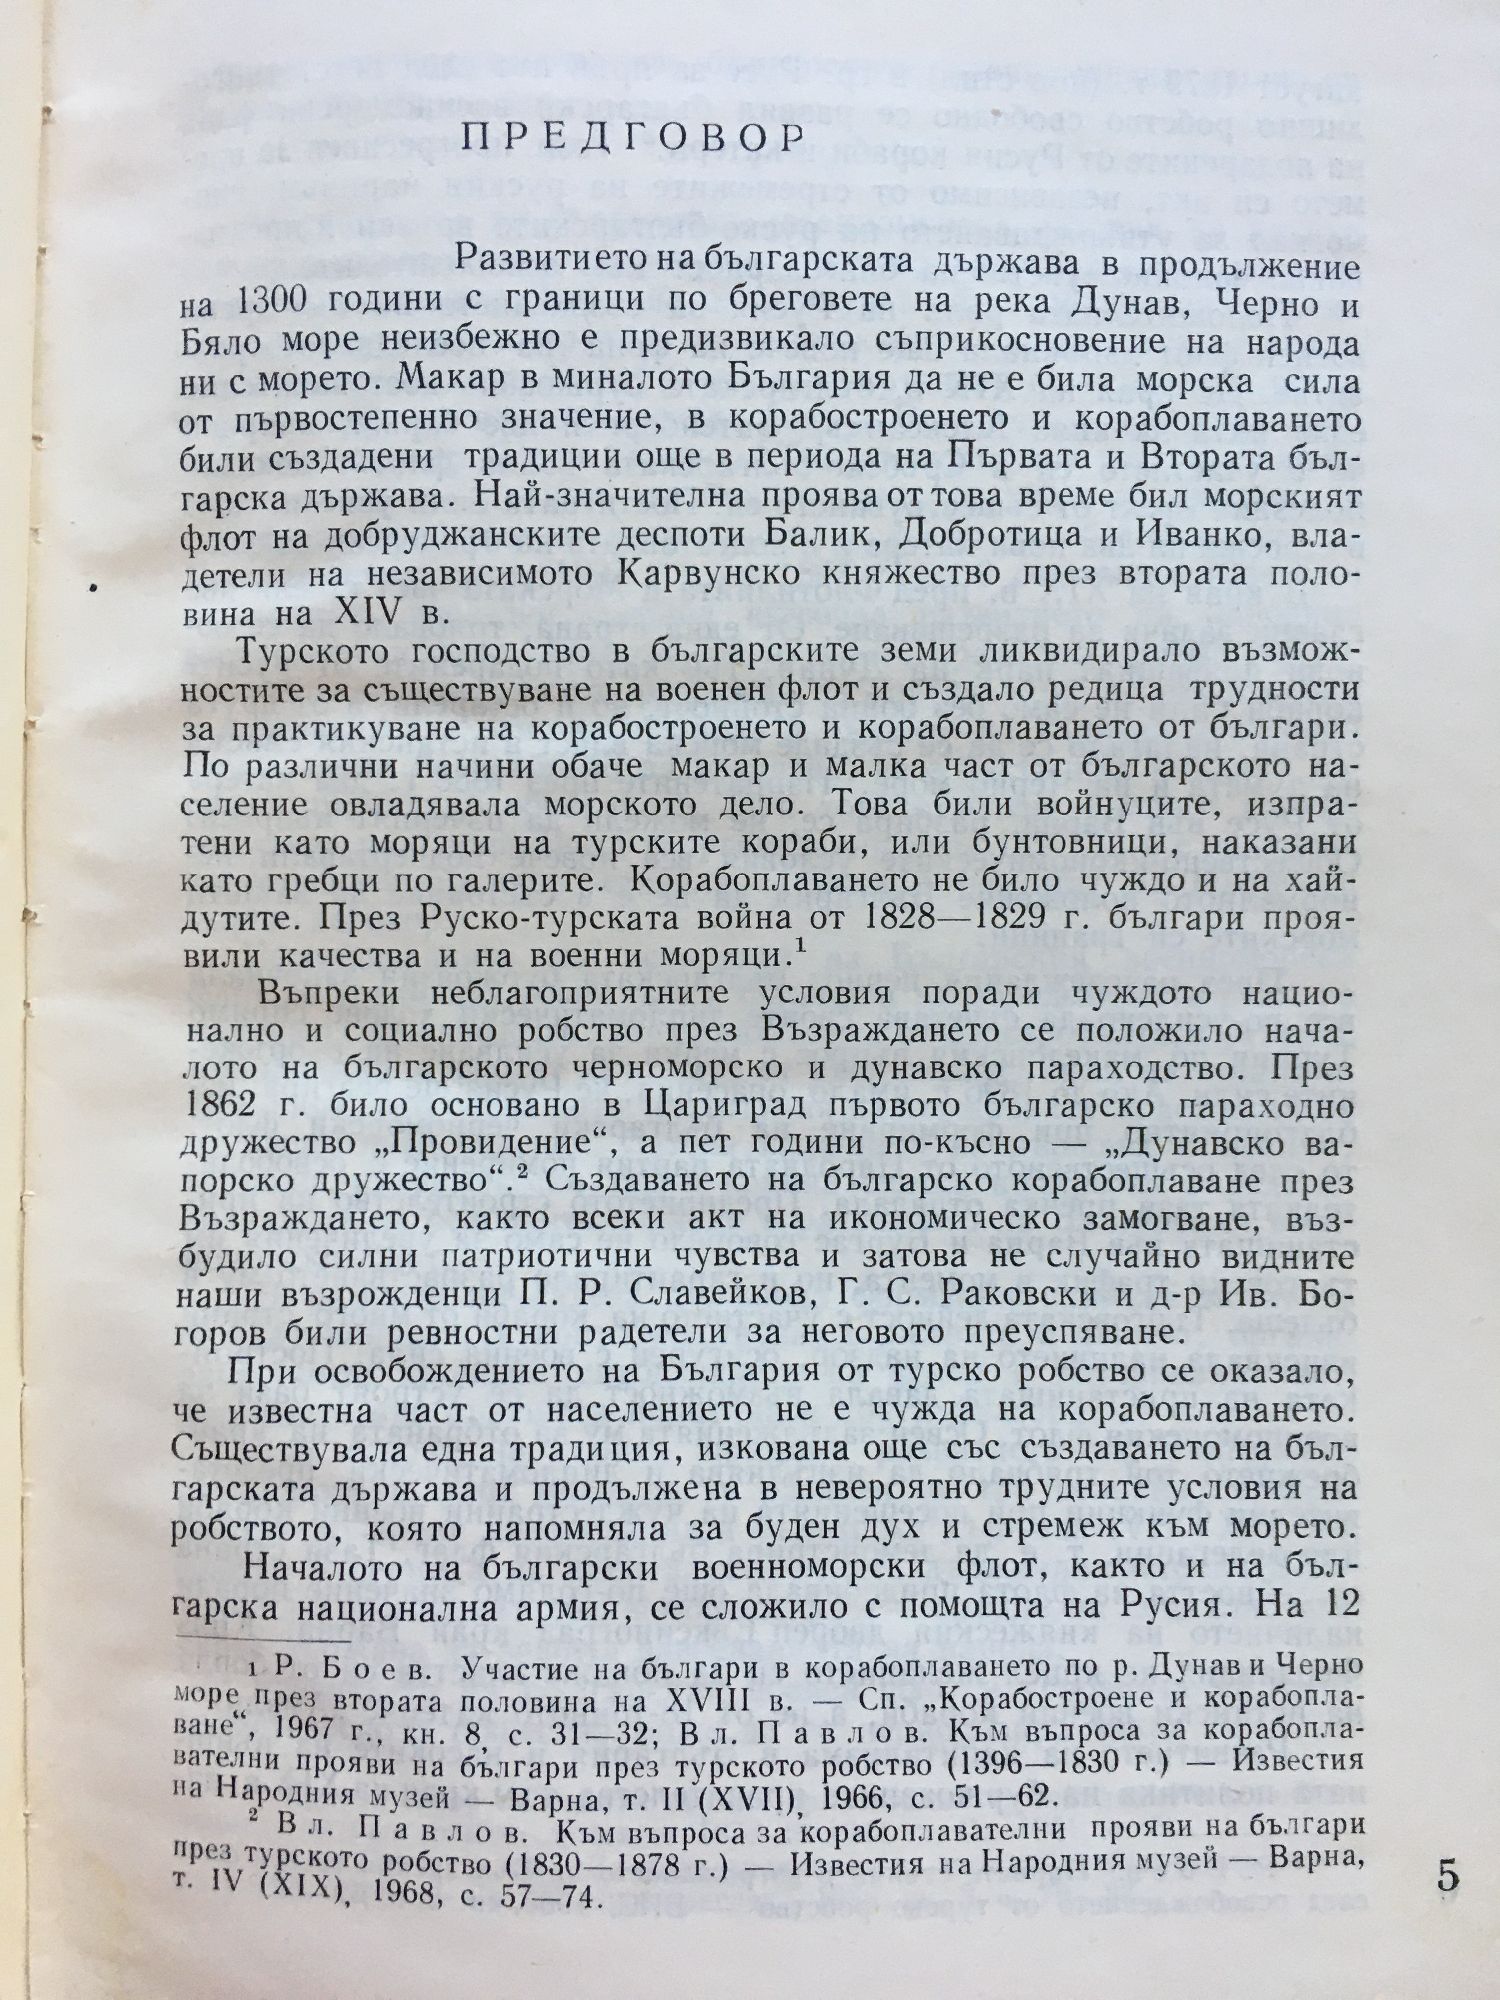 ПРЕДГОВОР
Развитието на българската държава в продължение
на 1300 години с граници по бреговете на река Дунав, Черно и
Бяло море неизбежно е предизвикало съприкосновение на народа
ни с морето. Макар в миналото България да не е била морска сила
от първостепенно значение, в корабостроенето и корабоплаването
били създадени традиции още в периода на Първата и Втората бъл-
гарска държава. Най-значителна проява от това време бил морският
флот на добруджанските деспоти Балик, Добротица и Иванко, вла-
детели на независимото Карвунско княжество през втората поло-
вина на XIV в.
Турското господство в българските земи ликвидирало възмож-
ностите за съществуване на военен флот и създало редица трудности
за практикуване на корабостроенето и корабоплаването от българи.
По различни начини обаче макар и малка част от българското на-
селение овладявала морското дело. Това били войнуците, изпра-
тени като моряци на турските кораби, или бунтовници, наказани
като гребци по галерите. Корабоплаването не било чуждо и на хай-
дутите. През Руско-турската война от 1828—1829 г. българи проя-
вили качества и на военни моряци.¹
Въпреки неблагоприятните условия поради чуждото нацио-
нално и социално робство през Възраждането се положило нача-
лото на българското черноморско и дунавско параходство. През
1862 г. било основано в Цариград първото българско параходно
дружество „Провидение“, а пет години по-късно — „Дунавско ва-
порско дружество“.² Създаването на българско корабоплаване през
Възраждането, както всеки акт на икономическо замогване, въз-
будило силни патриотични чувства и затова не случайно видните
наши възрожденци П. Р. Славейков, Г. С. Раковски и д-р Ив. Бо-
горов били ревностни радетели за неговото преуспяване.
При освобождението на България от турско робство се оказало,
че известна част от населението не е чужда на корабоплаването.
Съществувала една традиция, изкована още със създаването на бъл-
гарската държава и продължена в невероятно трудните условия на
робството, която напомняла за буден дух и стремеж към морето.
Началото на български военноморски флот, както и на бъл-
гарска национална армия, се сложило с помощта на Русия. На 12
¹ Р. Боев. Участие на българи в корабоплаването по р. Дунав и Черно
море през втората половина на XVIII в. — Сп. „Корабостроене и корабопла-
ване“, 1967 г., кн. 8, с. 31—32; Вл. Павлов. Към въпроса за корабопла-
вателни прояви на българи през турското робство (1396—1830 г.) — Известия
на Народния музей — Варна, т. II (XVII), 1966, с. 51—62.
² Вл. Павлов. Към въпроса за корабоплавателни прояви на българи
през турското робство (1830—1878 г.) — Известия на Народния музей — Варна,
т. IV (XIX), 1968, с. 57—74.
5